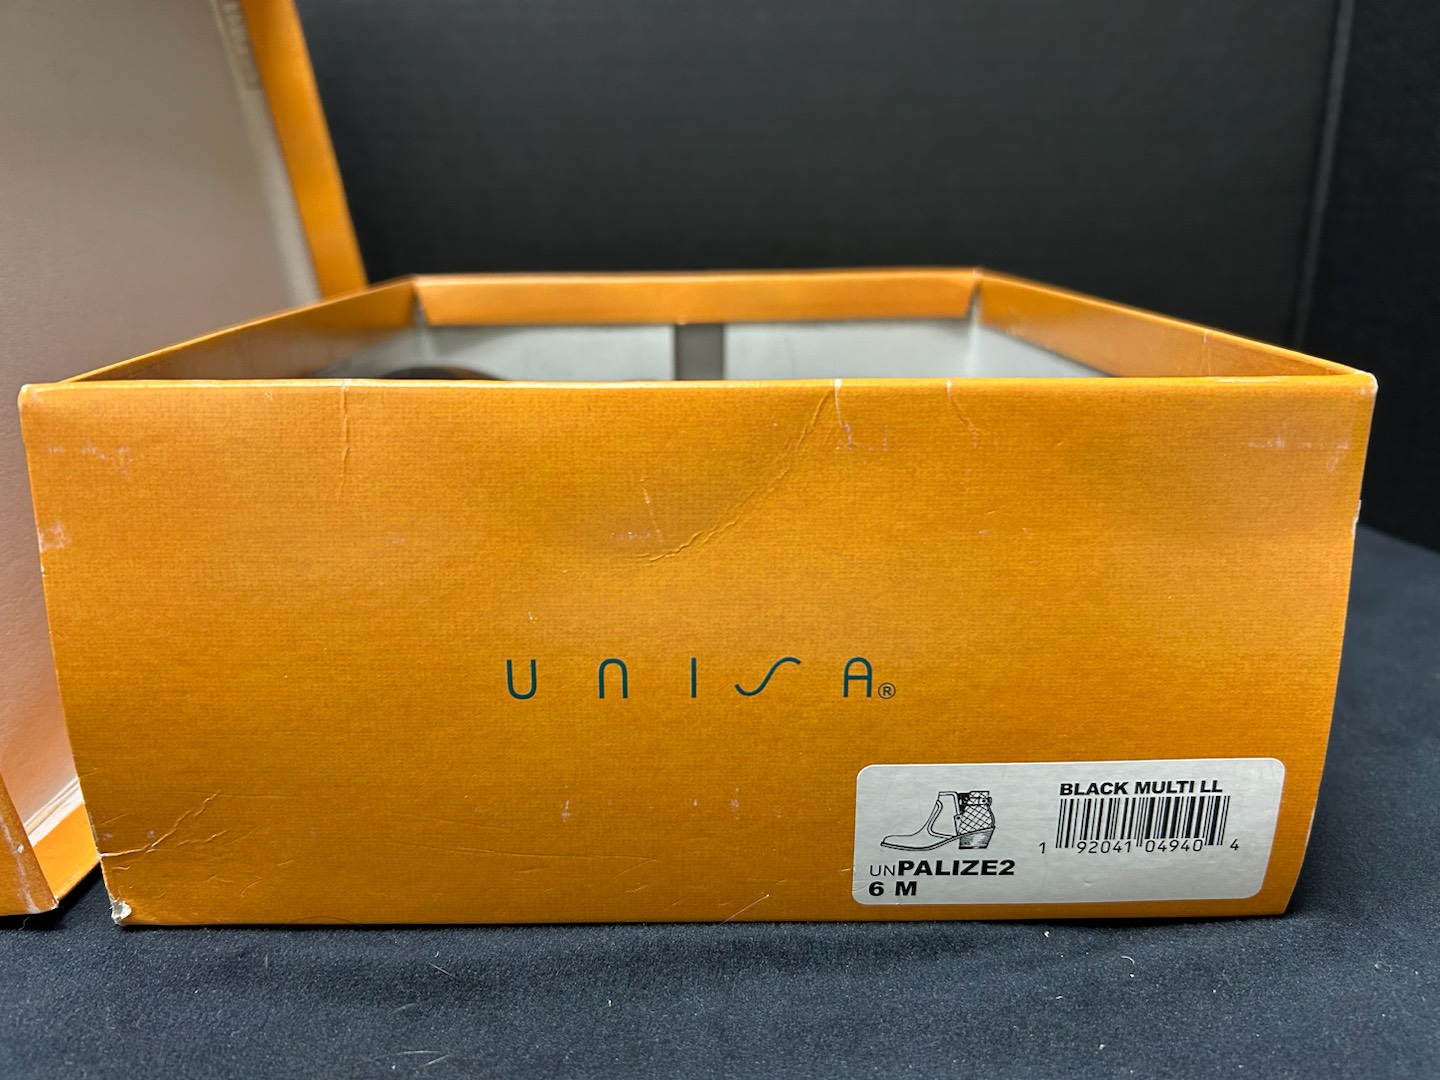 UNISA®
BLACK MULTI LL
1 92041 04940 4
UNPALIZE2
6 M